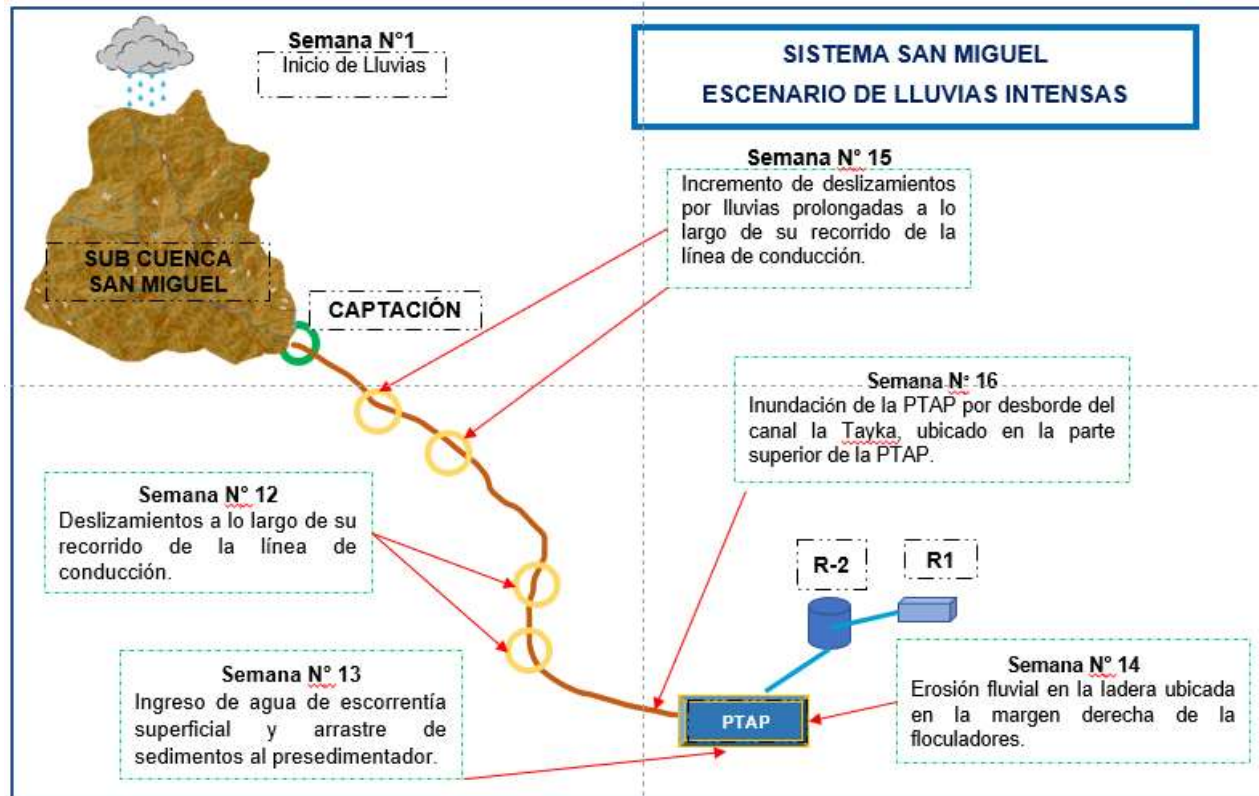 Semana N°1
Inicio de Lluvias
SISTEMA SAN MIGUEL
ESCENARIO DE LLUVIAS INTENSAS
Semana N° 15
Incremento de deslizamientos
por lluvias prolongadas a lo
largo de su recorrido de la
línea de conducción.
SUB CUENCA
SAN MIGUEL
CAPTACIÓN
Semana N° 16
Inundación de la PTAP por desborde del
canal la Tayka, ubicado en la parte
superior de la PTAP.
Semana N° 12
Deslizamientos a lo largo de su
recorrido de la línea de
conducción.
R-2
R1
Semana N° 13
Ingreso de agua de escorrentía
superficial y arrastre de
sedimentos al presedimentador.
PTAP
Semana N° 14
Erosión fluvial en la ladera ubicada
en la margen derecha de la
floculadores.